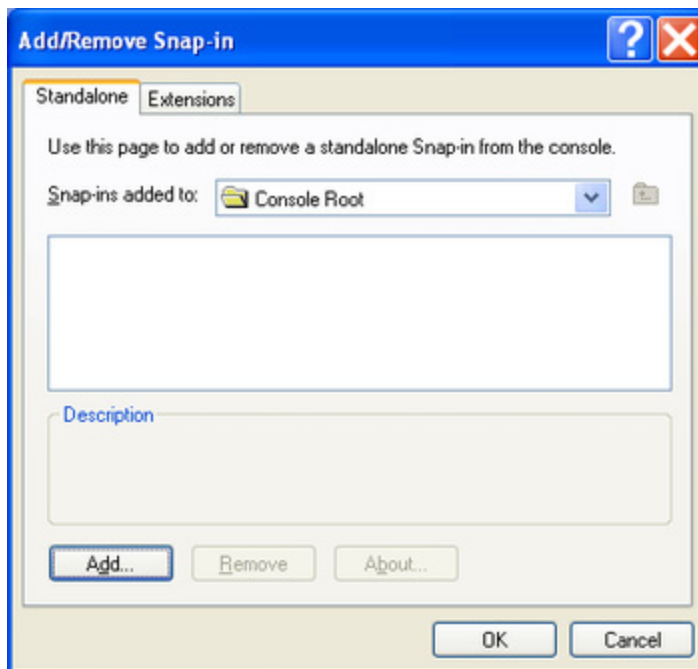 Add/Remove Snap-in
Standalone Extensions
Use this page to add or remove a standalone Snap-in from the console.
Snap-ins added to: Console Root
Description
Add... Remove About...
OK Cancel